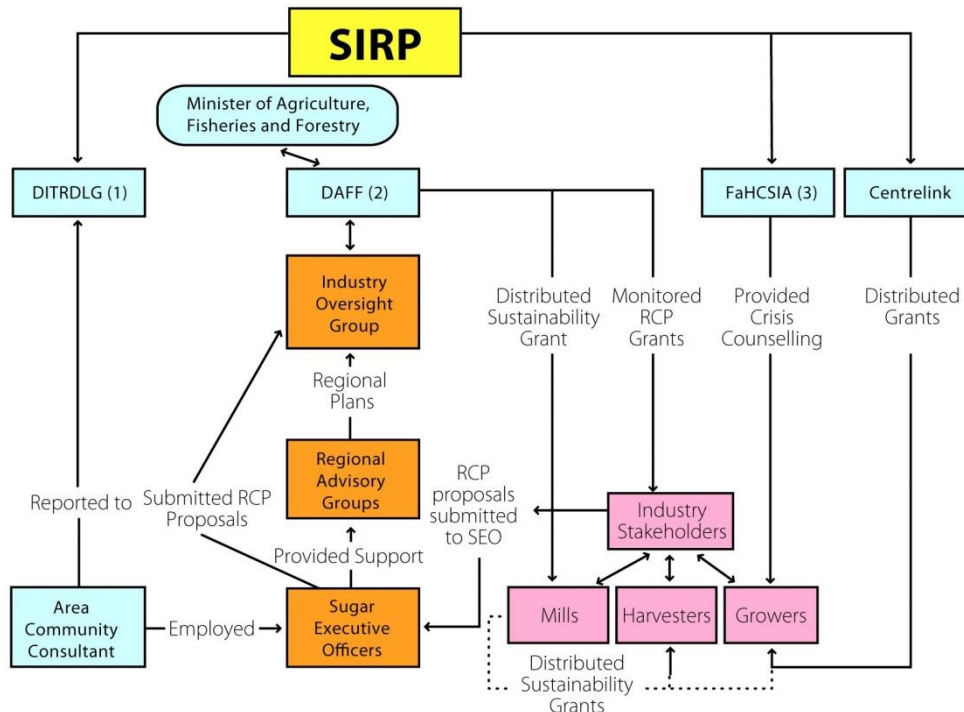 SIRP
Minister of Agriculture,
Fisheries and Forestry
DITRDLG (1)
DAFF (2)
FaHCSIA (3)
Centrelink
Industry
Oversight
Group
Distributed
Sustainability
Grant
Monitored
RCP
Grants
Provided
Crisis
Counselling
Distributed
Grants
Regional
Plans
Regional
Advisory
Groups
RCP
proposals
submitted
to SEO
Industry
Stakeholders
Reported to
Submitted RCP
Proposals
Provided Support
Area
Community
Consultant
Employed
Sugar
Executive
Officers
Mills
Harvesters
Growers
Distributed
Sustainability
Grants